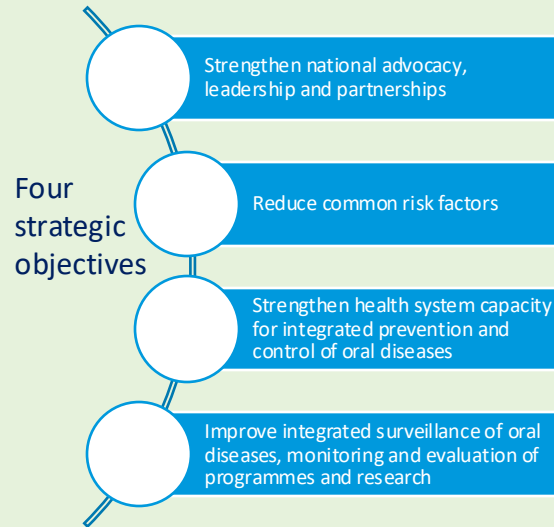 Four
strategic
objectives
Strengthen national advocacy,
leadership and partnerships
Reduce common risk factors
Strengthen health system capacity
for integrated prevention and
control of oral diseases
Improve integrated surveillance of oral
diseases, monitoring and evaluation of
programmes and research